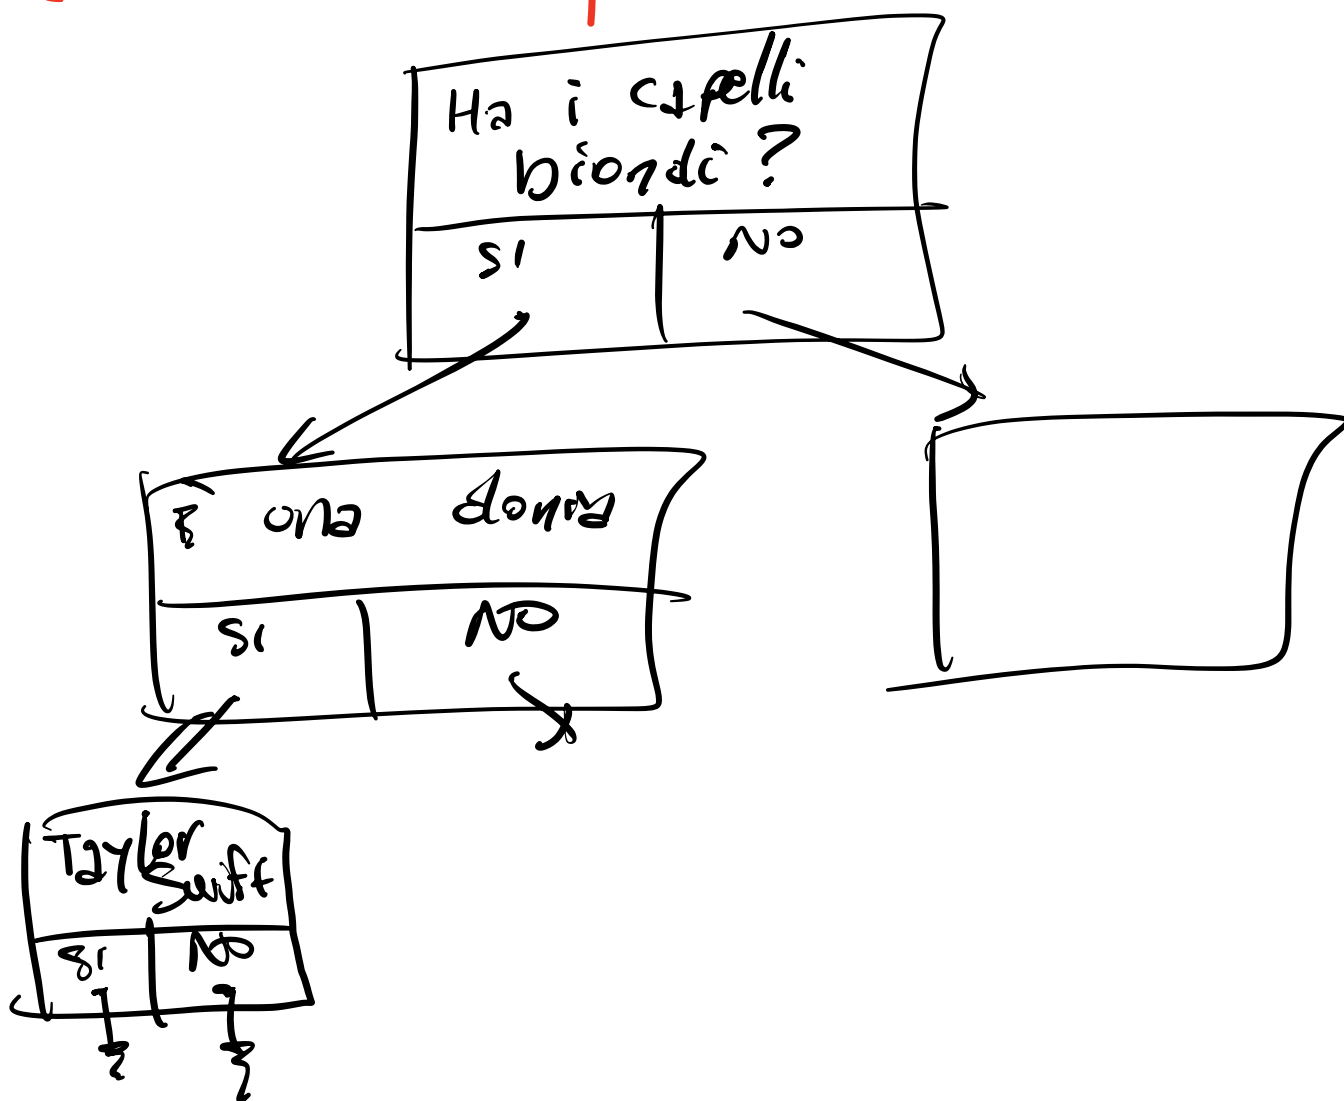 Ha i capelli
biondi?
SI NO
È una donna
SI NO
Taylor
Swift
SI NO